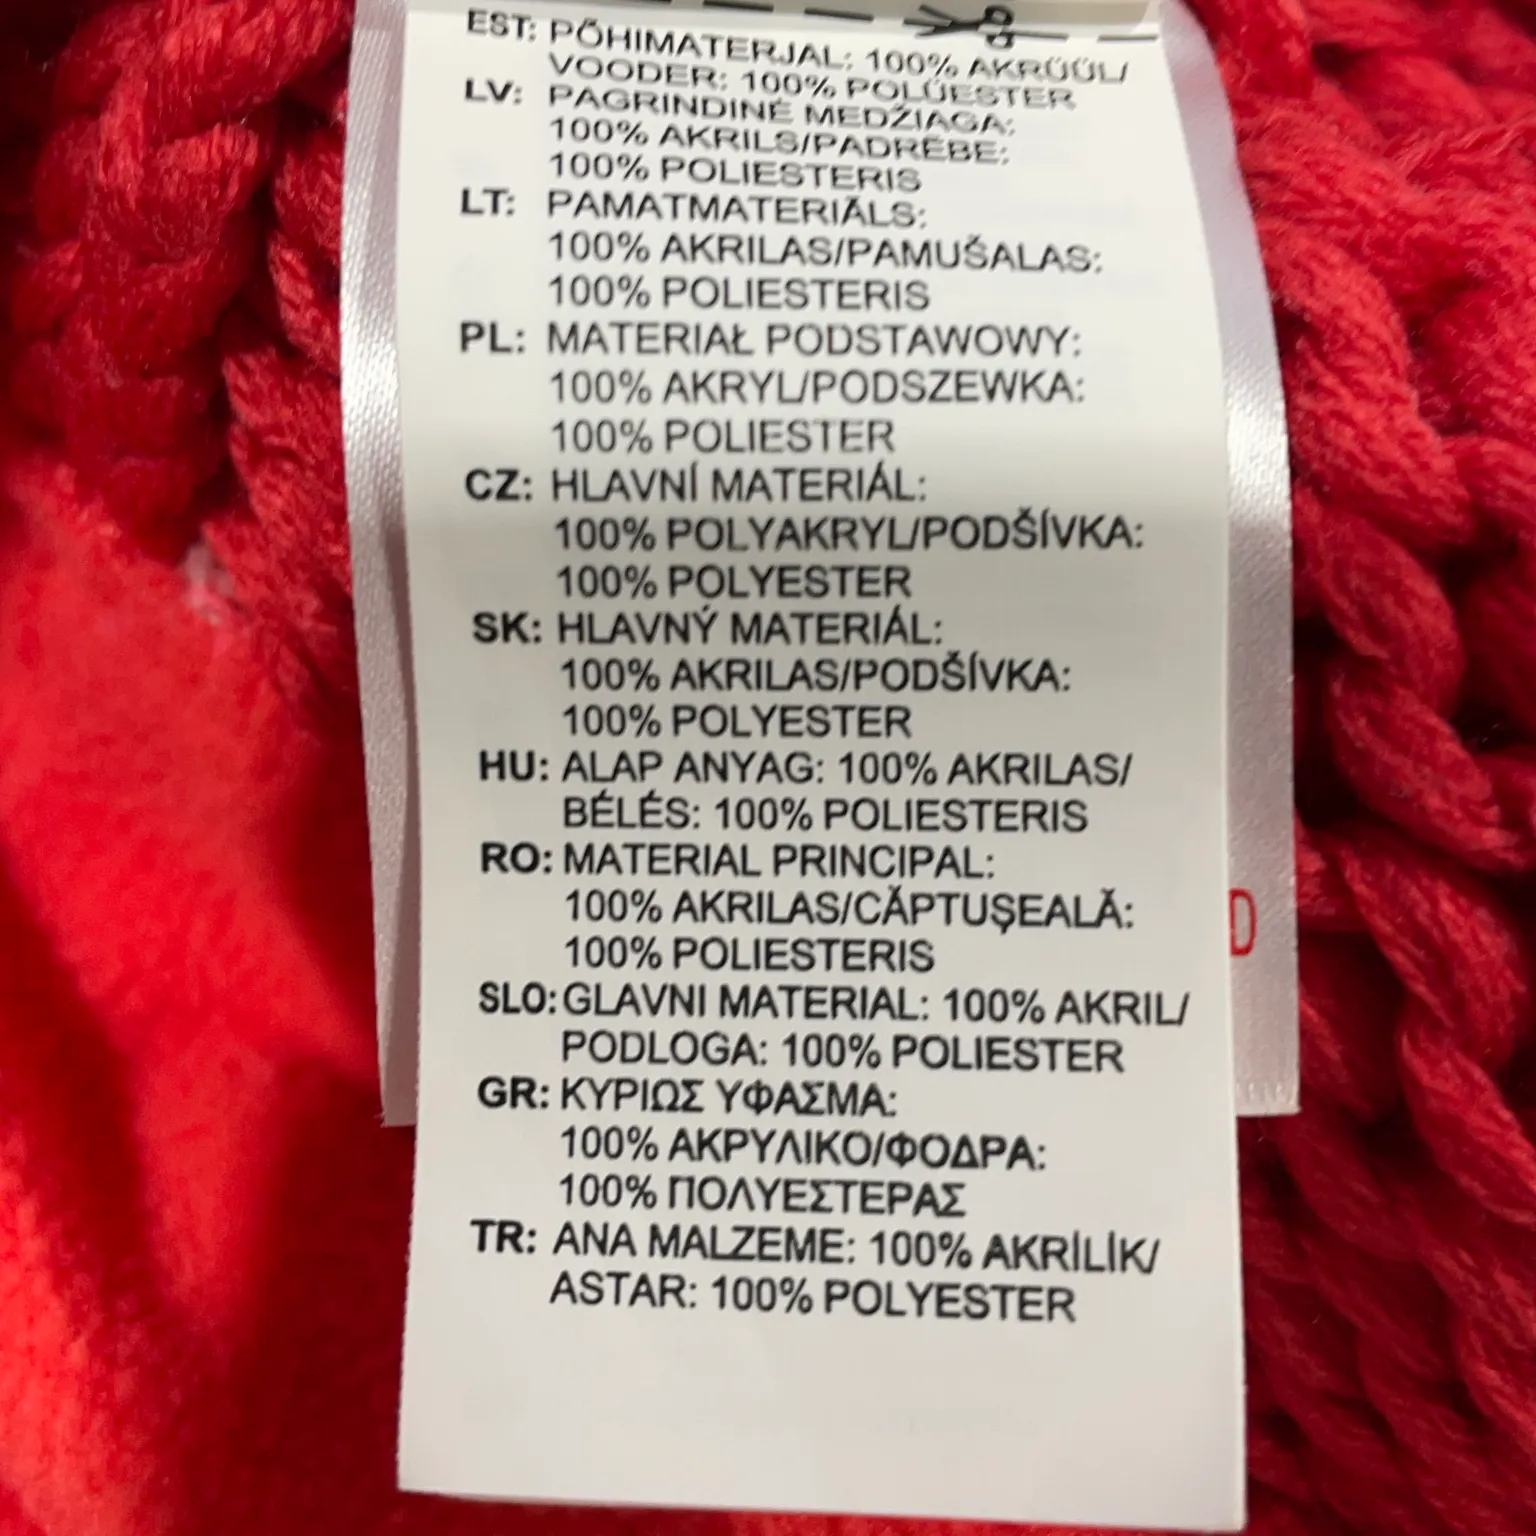 EST: PÕHIMATERJAL: 100% AKRÜÜL/
VOODER: 100% POLÜESTER
LV: PAGRINDINĖ MEDŽIAGA:
100% AKRILS/PADRĖBE:
100% POLIESTERIS
LT: PAMATMATERIĀLS:
100% AKRILAS/PAMUŠALAS:
100% POLIESTERIS
PL: MATERIAŁ PODSTAWOWY:
100% AKRYL/PODSZEWKA:
100% POLIESTER
CZ: HLAVNÍ MATERIÁL:
100% POLYAKRYL/PODŠÍVKA:
100% POLYESTER
SK: HLAVNÝ MATERIÁL:
100% AKRILAS/PODŠÍVKA:
100% POLYESTER
HU: ALAP ANYAG: 100% AKRILAS/
BÉLÉS: 100% POLIESTERIS
RO: MATERIAL PRINCIPAL:
100% AKRILAS/CĂPTUŞEALĂ:
100% POLIESTERIS
SLO: GLAVNI MATERIAL: 100% AKRIL/
PODLOGA: 100% POLIESTER
GR: ΚΥΡΙΩΣ ΥΦΑΣΜΑ:
100% ΑΚΡΥΛΙΚΟ/ΦΟΔΡΑ:
100% ΠΟΛΥΕΣΤΕΡΑΣ
TR: ANA MALZEME: 100% AKRİLİK/
ASTAR: 100% POLYESTER
D